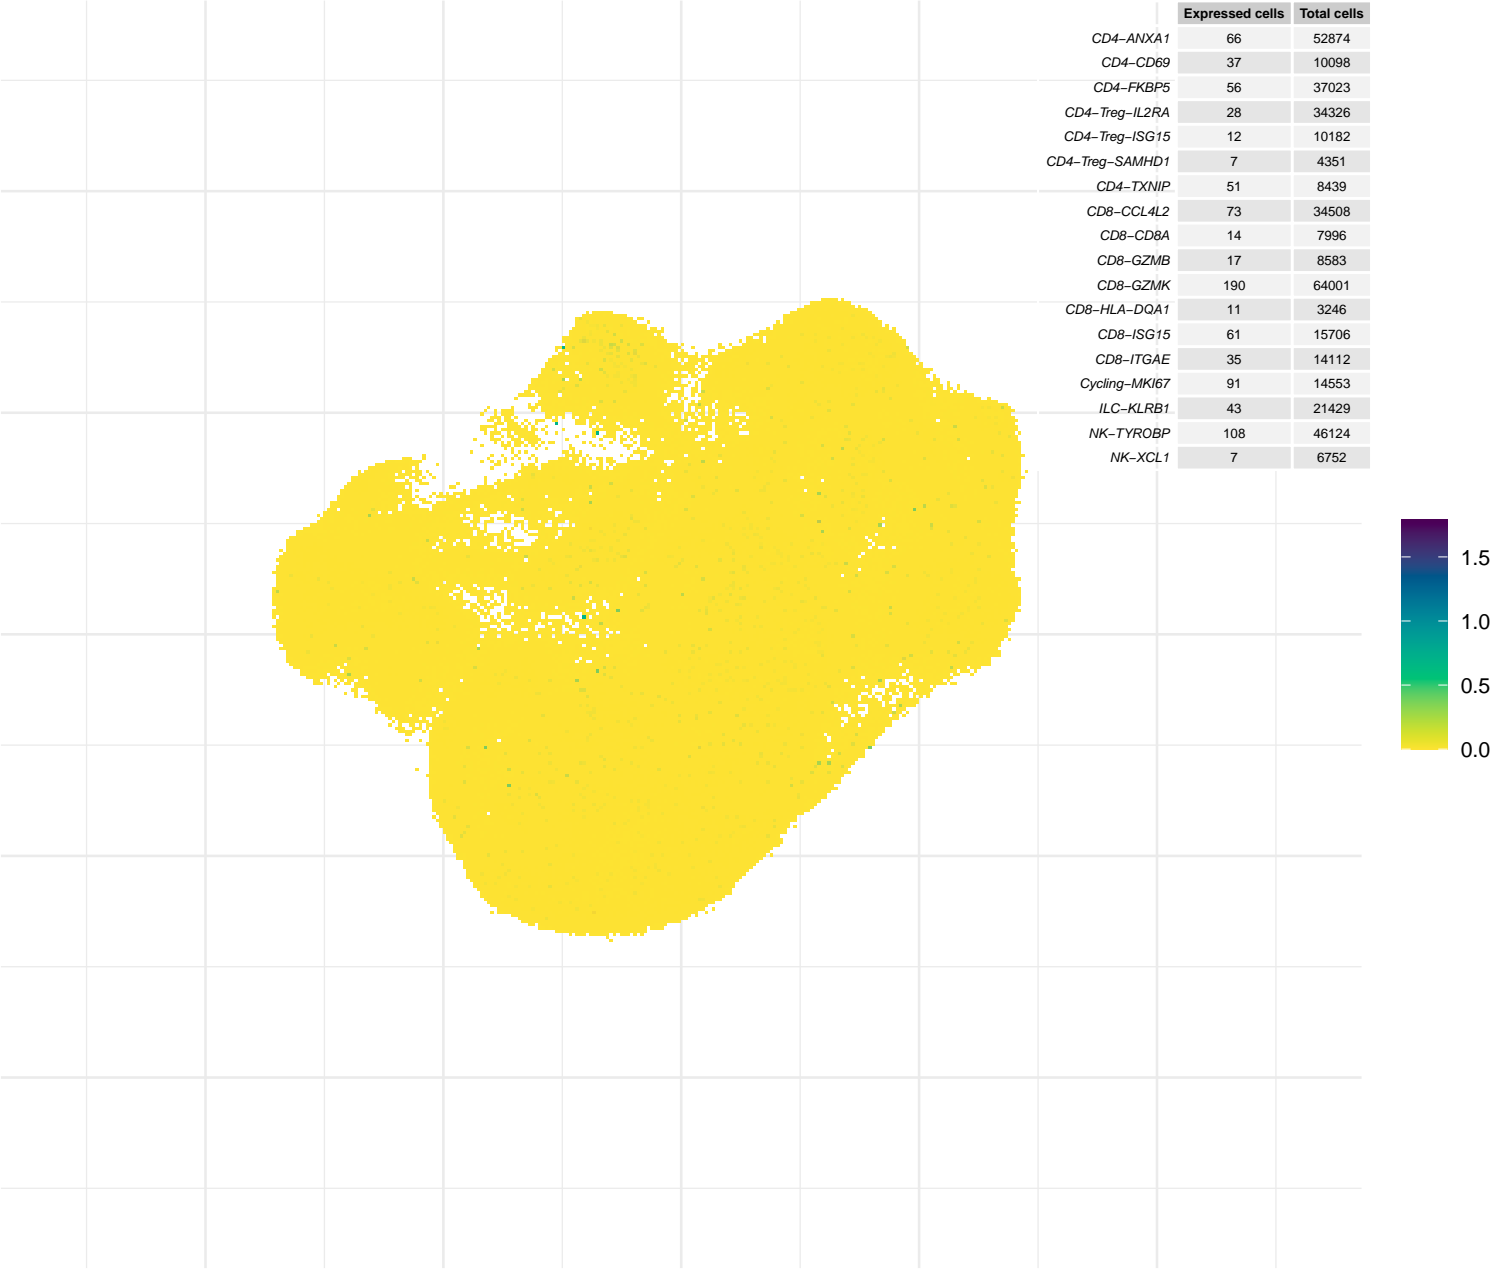 Expressed cells Total cells
CD4−ANXA1 66 52874
CD4−CD69 37 10098
CD4−FKBP5 56 37023
CD4−Treg−IL2RA 28 34326
CD4−Treg−ISG15 12 10182
CD4−Treg−SAMHD1 7 4351
CD4−TXNIP 51 8439
CD8−CCL4L2 73 34508
CD8−CD8A 14 7996
CD8−GZMB 17 8583
CD8−GZMK 190 64001
CD8−HLA−DQA1 11 3246
CD8−ISG15 61 15706
CD8−ITGAE 35 14112
Cycling−MKI67 91 14553
ILC−KLRB1 43 21429
NK−TYROBP 108 46124
NK−XCL1 7 6752
1.5
1.0
0.5
0.0